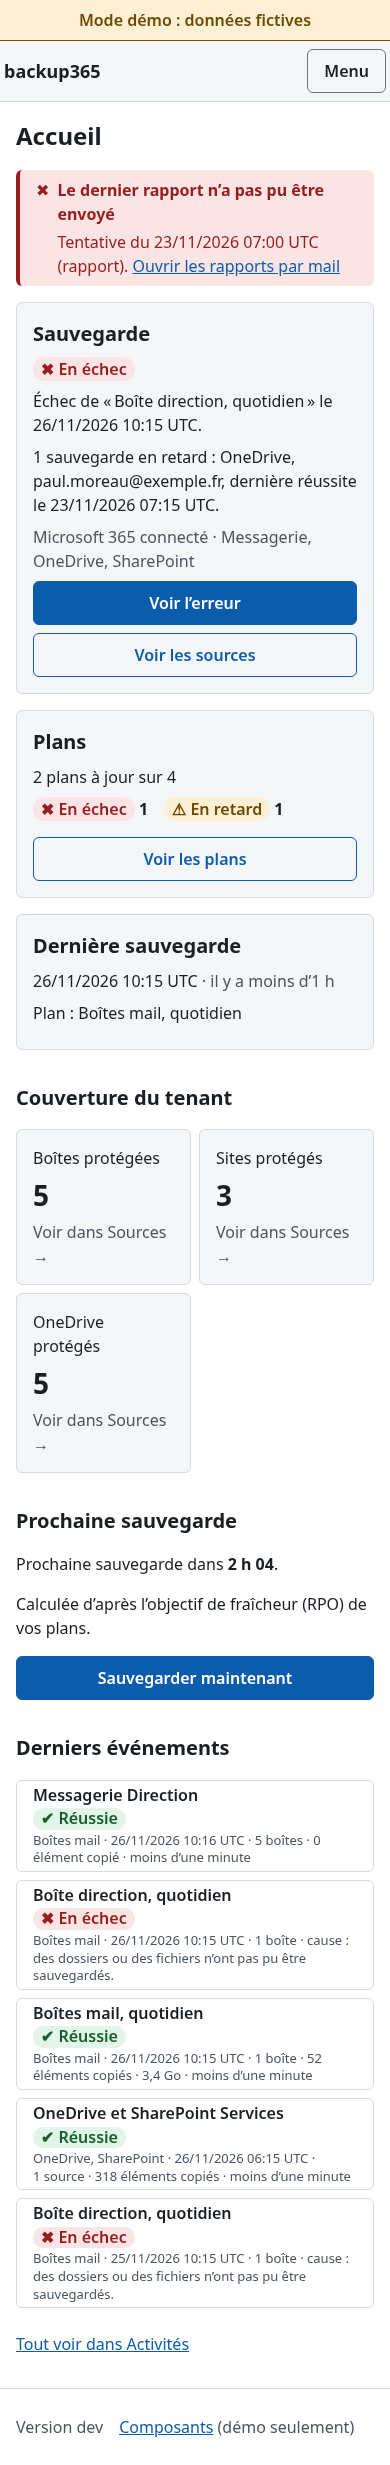 Mode démo : données fictives
backup365
Menu
Accueil
✖ Le dernier rapport n’a pas pu être
envoyé
Tentative du 23/11/2026 07:00 UTC
(rapport). Ouvrir les rapports par mail
Sauvegarde
✖ En échec
Échec de « Boîte direction, quotidien » le
26/11/2026 10:15 UTC.
1 sauvegarde en retard : OneDrive,
paul.moreau@exemple.fr, dernière réussite
le 23/11/2026 07:15 UTC.
Microsoft 365 connecté · Messagerie,
OneDrive, SharePoint
Voir l’erreur
Voir les sources
Plans
2 plans à jour sur 4
✖ En échec 1 ⚠ En retard 1
Voir les plans
Dernière sauvegarde
26/11/2026 10:15 UTC · il y a moins d’1 h
Plan : Boîtes mail, quotidien
Couverture du tenant
Boîtes protégées
5
Voir dans Sources
→
Sites protégés
3
Voir dans Sources
→
OneDrive
protégés
5
Voir dans Sources
→
Prochaine sauvegarde
Prochaine sauvegarde dans 2 h 04.
Calculée d’après l’objectif de fraîcheur (RPO) de
vos plans.
Sauvegarder maintenant
Derniers événements
Messagerie Direction
✔ Réussie
Boîtes mail · 26/11/2026 10:16 UTC · 5 boîtes · 0
élément copié · moins d’une minute
Boîte direction, quotidien
✖ En échec
Boîtes mail · 26/11/2026 10:15 UTC · 1 boîte · cause :
des dossiers ou des fichiers n’ont pas pu être
sauvegardés.
Boîtes mail, quotidien
✔ Réussie
Boîtes mail · 26/11/2026 10:15 UTC · 1 boîte · 52
éléments copiés · 3,4 Go · moins d’une minute
OneDrive et SharePoint Services
✔ Réussie
OneDrive, SharePoint · 26/11/2026 06:15 UTC ·
1 source · 318 éléments copiés · moins d’une minute
Boîte direction, quotidien
✖ En échec
Boîtes mail · 25/11/2026 10:15 UTC · 1 boîte · cause :
des dossiers ou des fichiers n’ont pas pu être
sauvegardés.
Tout voir dans Activités
Version dev Composants (démo seulement)